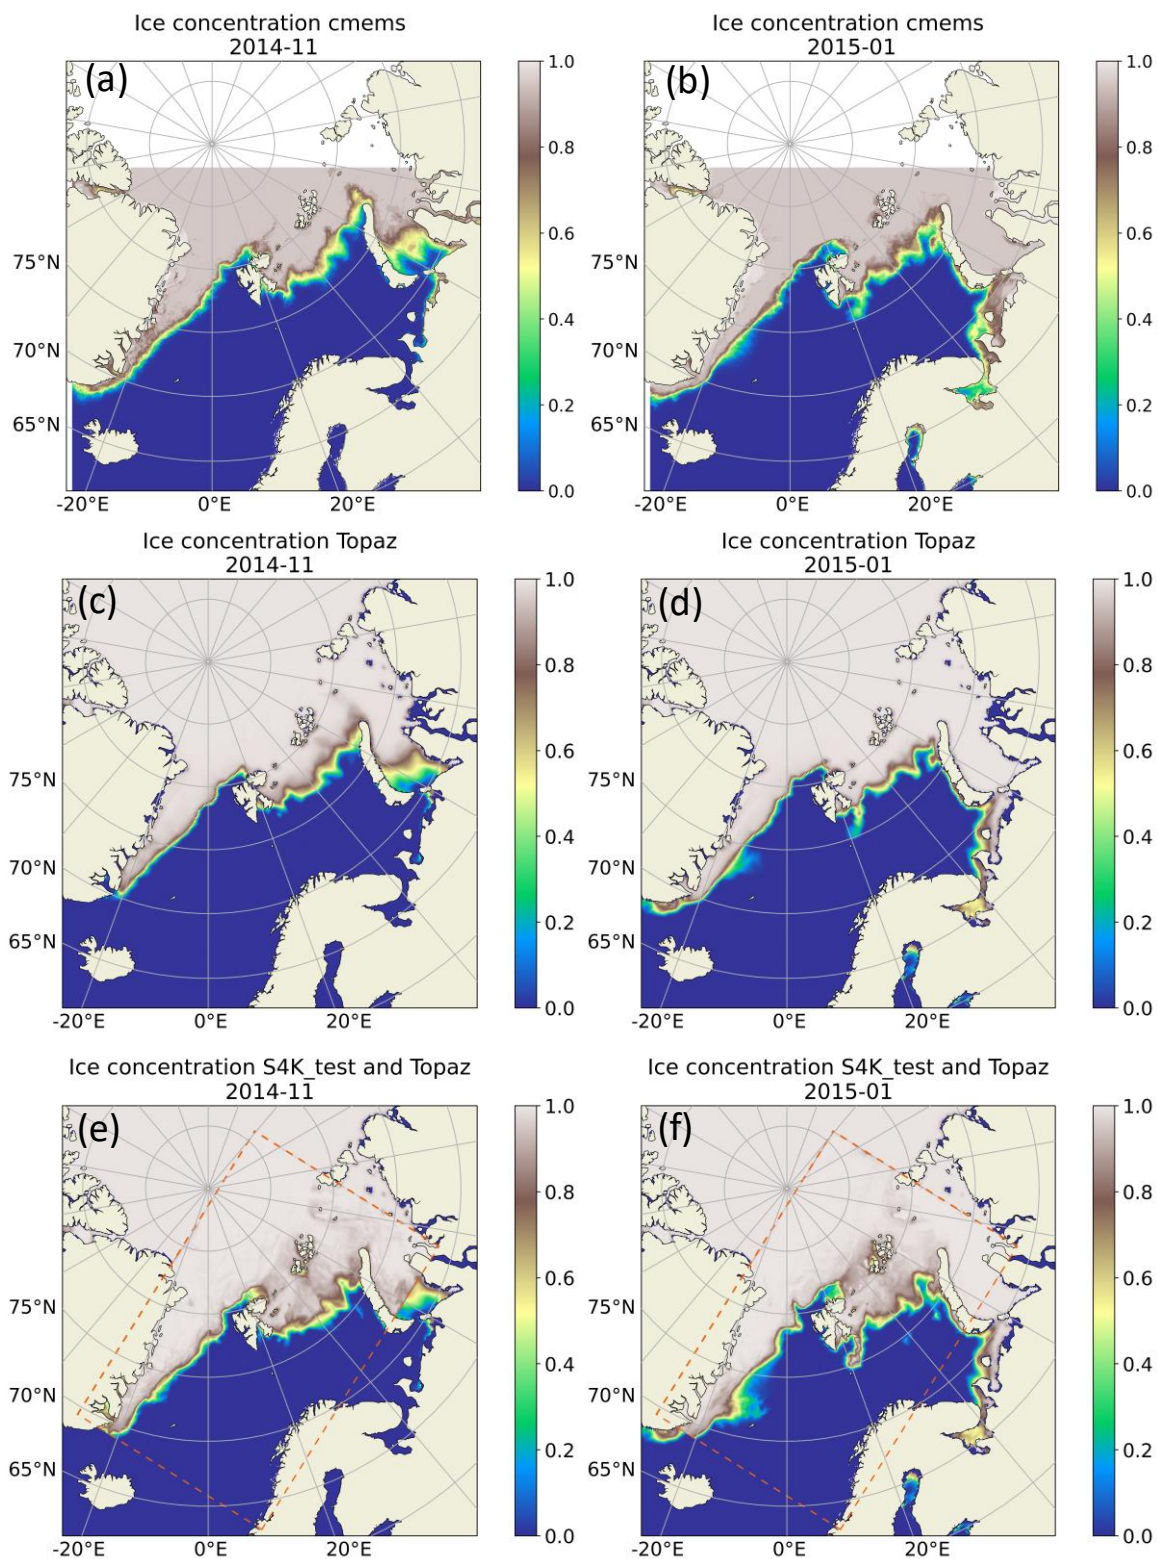 Ice concentration cmems
2014-11
(a)
1.0
0.8
0.6
0.4
0.2
0.0
75°N
70°N
65°N
-20°E
0°E
20°E
Ice concentration cmems
2015-01
(b)
1.0
0.8
0.6
0.4
0.2
0.0
75°N
70°N
65°N
-20°E
0°E
20°E
Ice concentration Topaz
2014-11
(c)
1.0
0.8
0.6
0.4
0.2
0.0
75°N
70°N
65°N
-20°E
0°E
20°E
Ice concentration Topaz
2015-01
(d)
1.0
0.8
0.6
0.4
0.2
0.0
75°N
70°N
65°N
-20°E
0°E
20°E
Ice concentration S4K_test and Topaz
2014-11
(e)
1.0
0.8
0.6
0.4
0.2
0.0
75°N
70°N
65°N
-20°E
0°E
20°E
Ice concentration S4K_test and Topaz
2015-01
(f)
1.0
0.8
0.6
0.4
0.2
0.0
75°N
70°N
65°N
-20°E
0°E
20°E